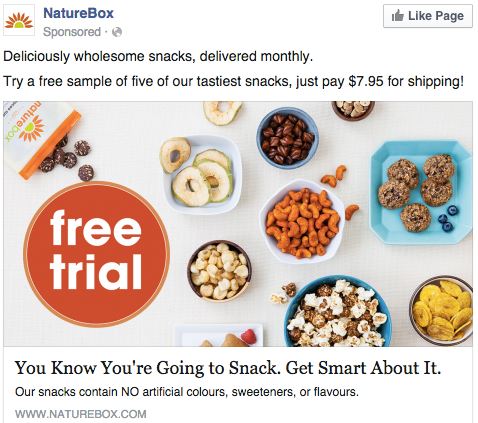 NatureBox
Sponsored ·
Like Page
Deliciously wholesome snacks, delivered monthly.
Try a free sample of five of our tastiest snacks, just pay $7.95 for shipping!
naturebox
free
trial
You Know You're Going to Snack. Get Smart About It.
Our snacks contain NO artificial colours, sweeteners, or flavours.
WWW.NATUREBOX.COM